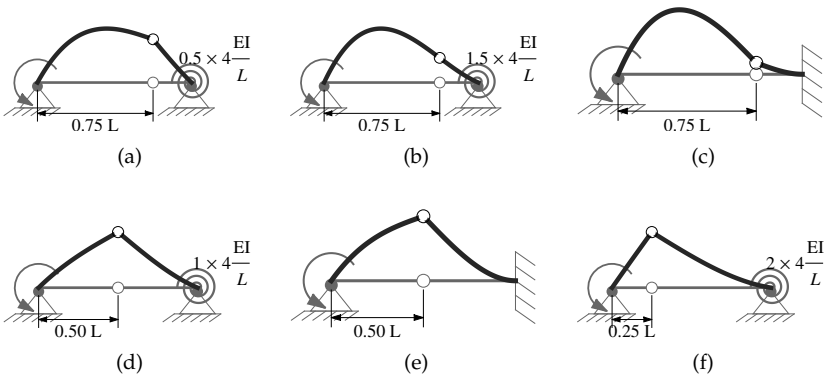 0.5 × 4 EI/L
0.75 L
(a)
1.5 × 4 EI/L
0.75 L
(b)
0.75 L
(c)
1 × 4 EI/L
0.50 L
(d)
0.50 L
(e)
2 × 4 EI/L
0.25 L
(f)